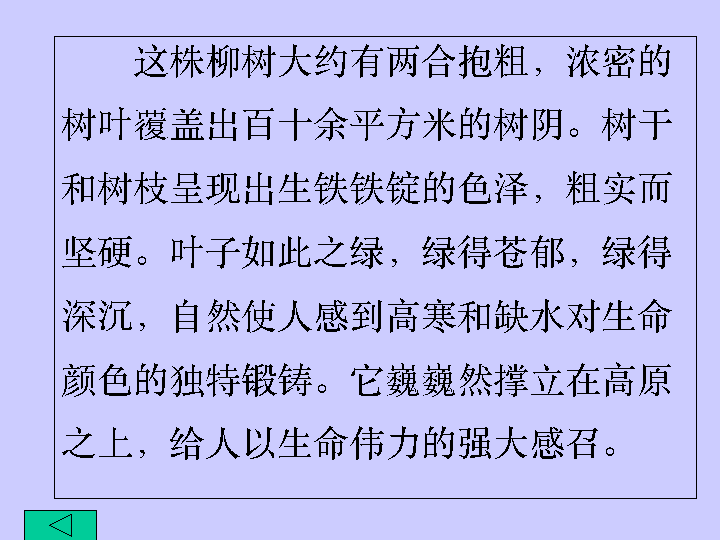 这株柳树大约有两合抱粗，浓密的
树叶覆盖出百十余平方米的树阴。树干
和树枝呈现出生铁铁锭的色泽，粗实而
坚硬。叶子如此之绿，绿得苍郁，绿得
深沉，自然使人感到高寒和缺水对生命
颜色的独特锻铸。它巍巍然撑立在高原
之上，给人以生命伟力的强大感召。